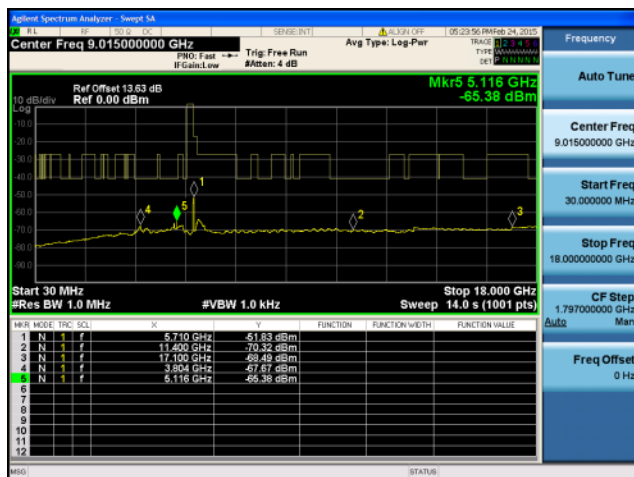 Agilent Spectrum Analyzer - Swept SA
RL RF 50 Ω DC SENSE:INT ALIGN OFF 05:23:56 PM Feb 24, 2015
Center Freq 9.015000000 GHz Avg Type: Log-Pwr TRACE 1 2 3 4 5 6
PNO: Fast Trig: Free Run TYPE
IFGain:Low #Atten: 4 dB DET P N N N N N
Mkr5 5.116 GHz
-65.38 dBm
Ref Offset 13.63 dB
10 dB/div Ref 0.00 dBm
Log
-10.0
-20.0
-30.0
-40.0
-50.0
-60.0
-70.0
-80.0
-90.0
1
4 5 2 3
Start 30 MHz Stop 18.000 GHz
#Res BW 1.0 MHz #VBW 1.0 kHz Sweep 14.0 s (1001 pts)
MKR MODE TRC SCL X Y FUNCTION FUNCTION WIDTH FUNCTION VALUE
1 N 1 f 5.710 GHz -51.83 dBm
2 N 1 f 11.400 GHz -70.32 dBm
3 N 1 f 17.100 GHz -68.49 dBm
4 N 1 f 3.804 GHz -67.67 dBm
5 N 1 f 5.116 GHz -65.38 dBm
6
7
8
9
10
11
12
MSG STATUS
Frequency
Auto Tune
Center Freq
9.015000000 GHz
Start Freq
30.000000 MHz
Stop Freq
18.000000000 GHz
CF Step
1.797000000 GHz
Auto Man
Freq Offset
0 Hz